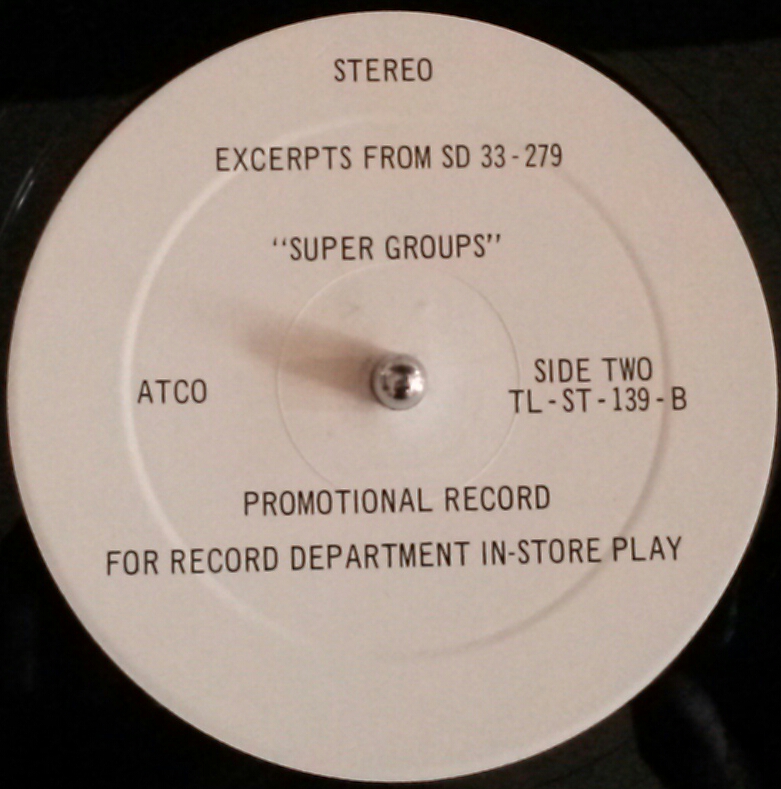 STEREO
EXCERPTS FROM SD 33-279
"SUPER GROUPS"
ATCO
SIDE TWO
TL-ST-139-B
PROMOTIONAL RECORD
FOR RECORD DEPARTMENT IN-STORE PLAY